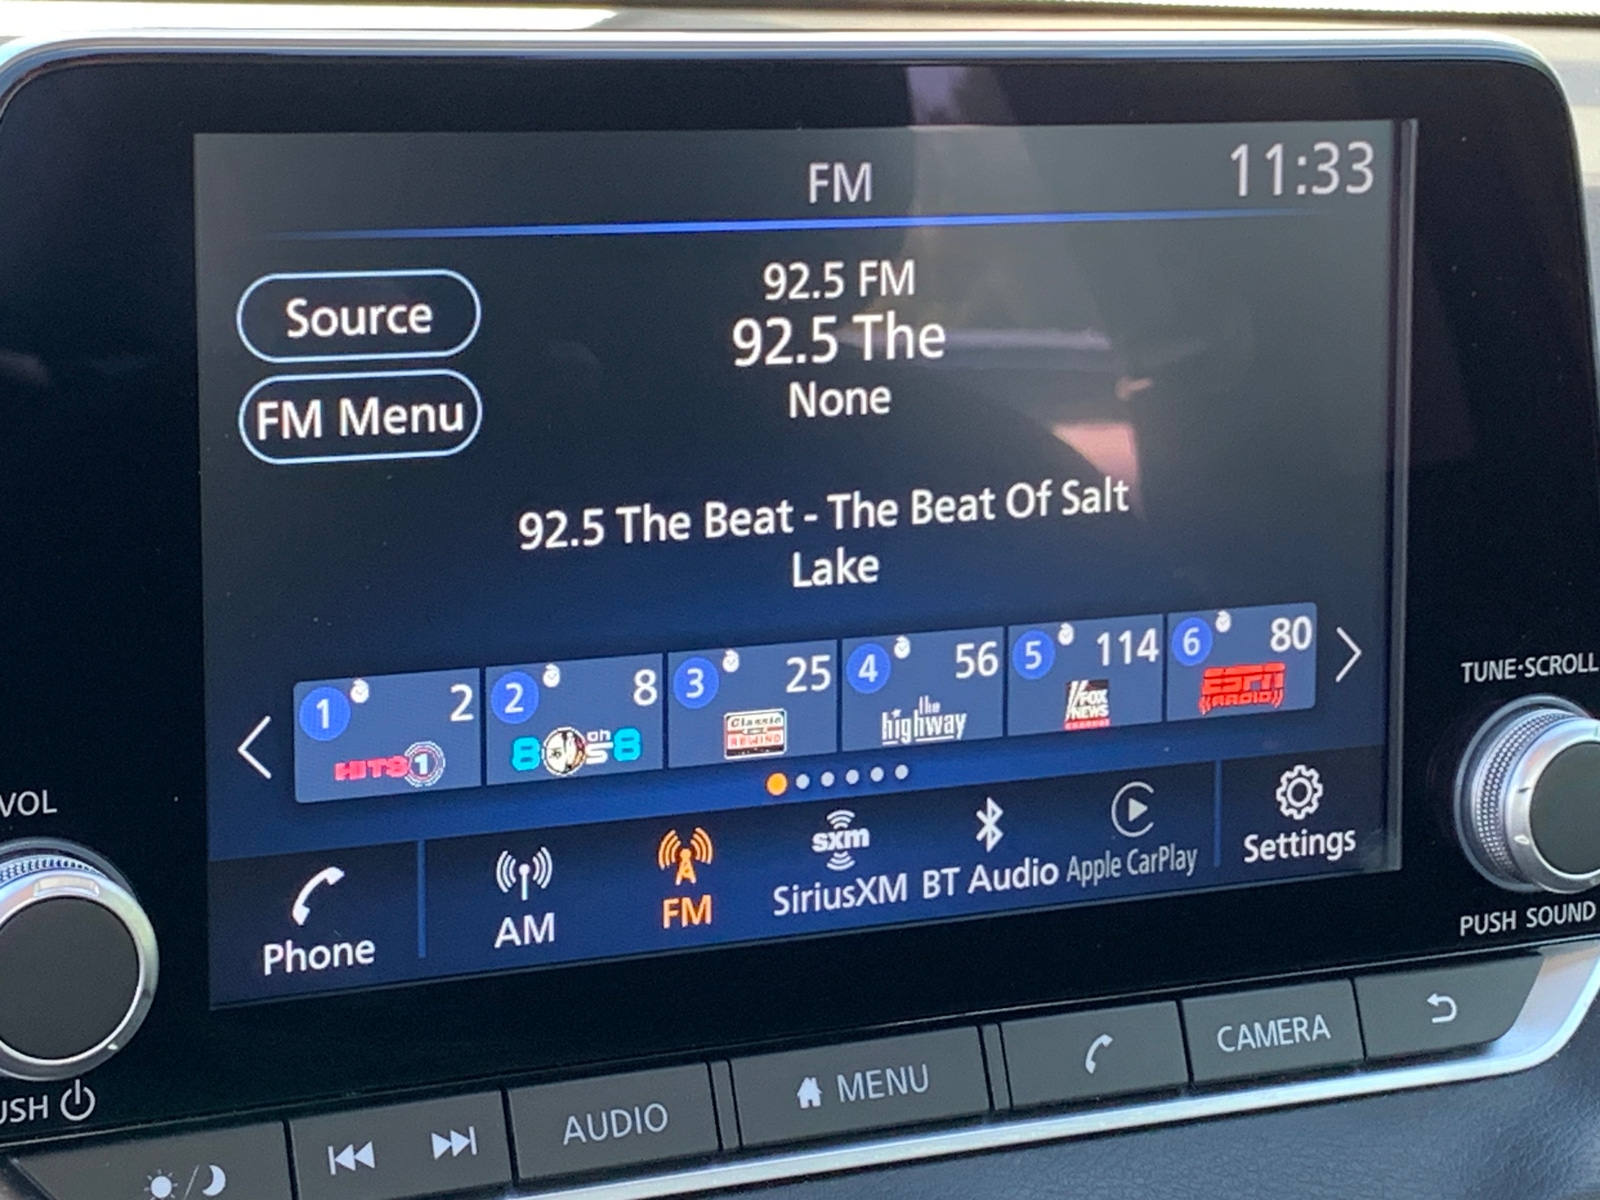 FM
11:33
Source
FM Menu
92.5 FM
92.5 The
None
92.5 The Beat - The Beat Of Salt
Lake
1 2
HITS 1
2 8
80s on 8
3 25
Classic
REWIND
4 56
the
highway
5 114
FOX
NEWS
6 80
ESPN
RADIO
Phone
AM
FM
sxm
SiriusXM
BT Audio
Apple CarPlay
Settings
VOL
USH
TUNE·SCROLL
PUSH SOUND
AUDIO
MENU
CAMERA